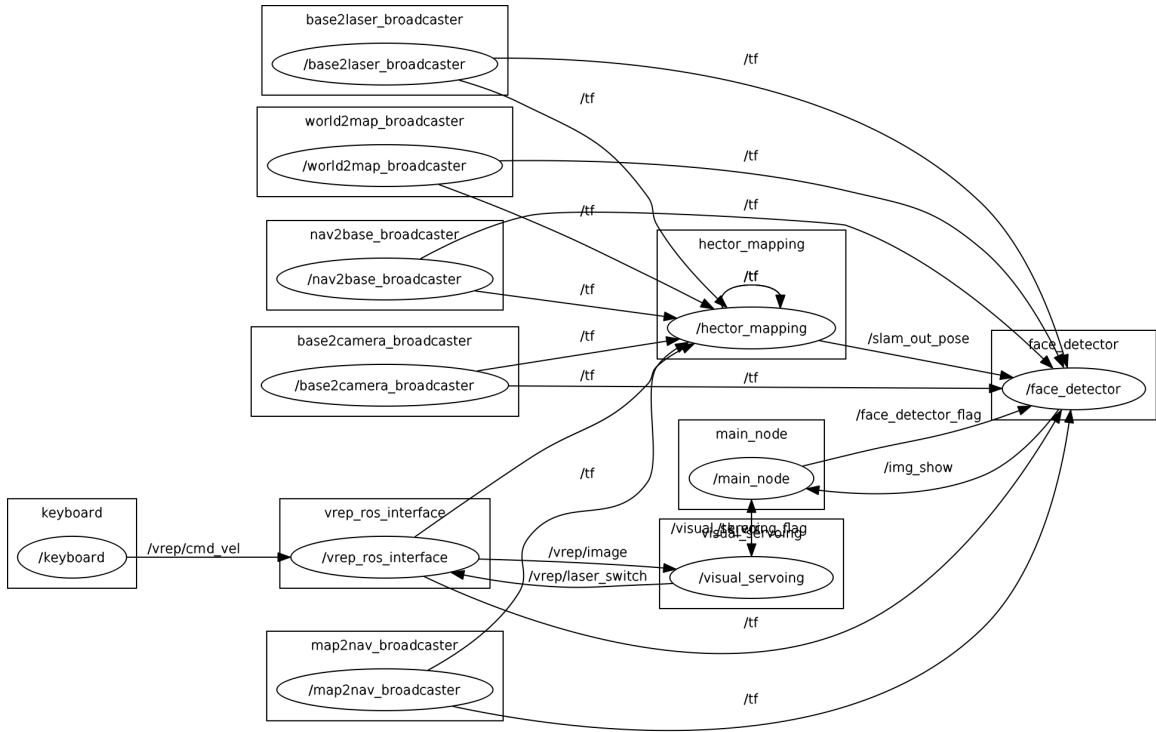 base2laser_broadcaster
/base2laser_broadcaster
/tf
/tf
world2map_broadcaster
/world2map_broadcaster
/tf
/tf
/tf
nav2base_broadcaster
/nav2base_broadcaster
/tf
hector_mapping
/tf
/hector_mapping
base2camera_broadcaster
/base2camera_broadcaster
/tf
/tf
/tf
/slam_out_pose
face_detector
/face_detector
/face_detector_flag
main_node
/main_node
/img_show
/tf
keyboard
/keyboard
/vrep/cmd_vel
vrep_ros_interface
/vrep_ros_interface
/vrep/image
/vrep/laser_switch
visual_servoing
/visual_servoing
/tf
map2nav_broadcaster
/map2nav_broadcaster
/tf